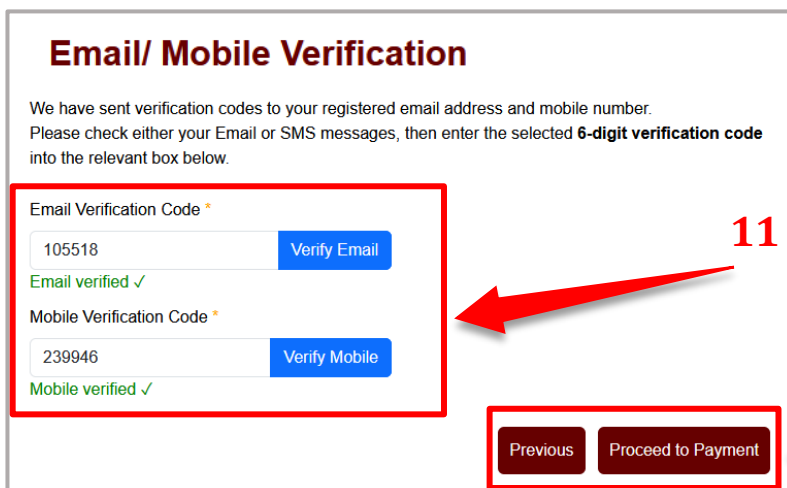 Email/ Mobile Verification
We have sent verification codes to your registered email address and mobile number.
Please check either your Email or SMS messages, then enter the selected 6-digit verification code
into the relevant box below.
Email Verification Code *
105518 Verify Email
Email verified ✓
11
Mobile Verification Code *
239946 Verify Mobile
Mobile verified ✓
Previous Proceed to Payment